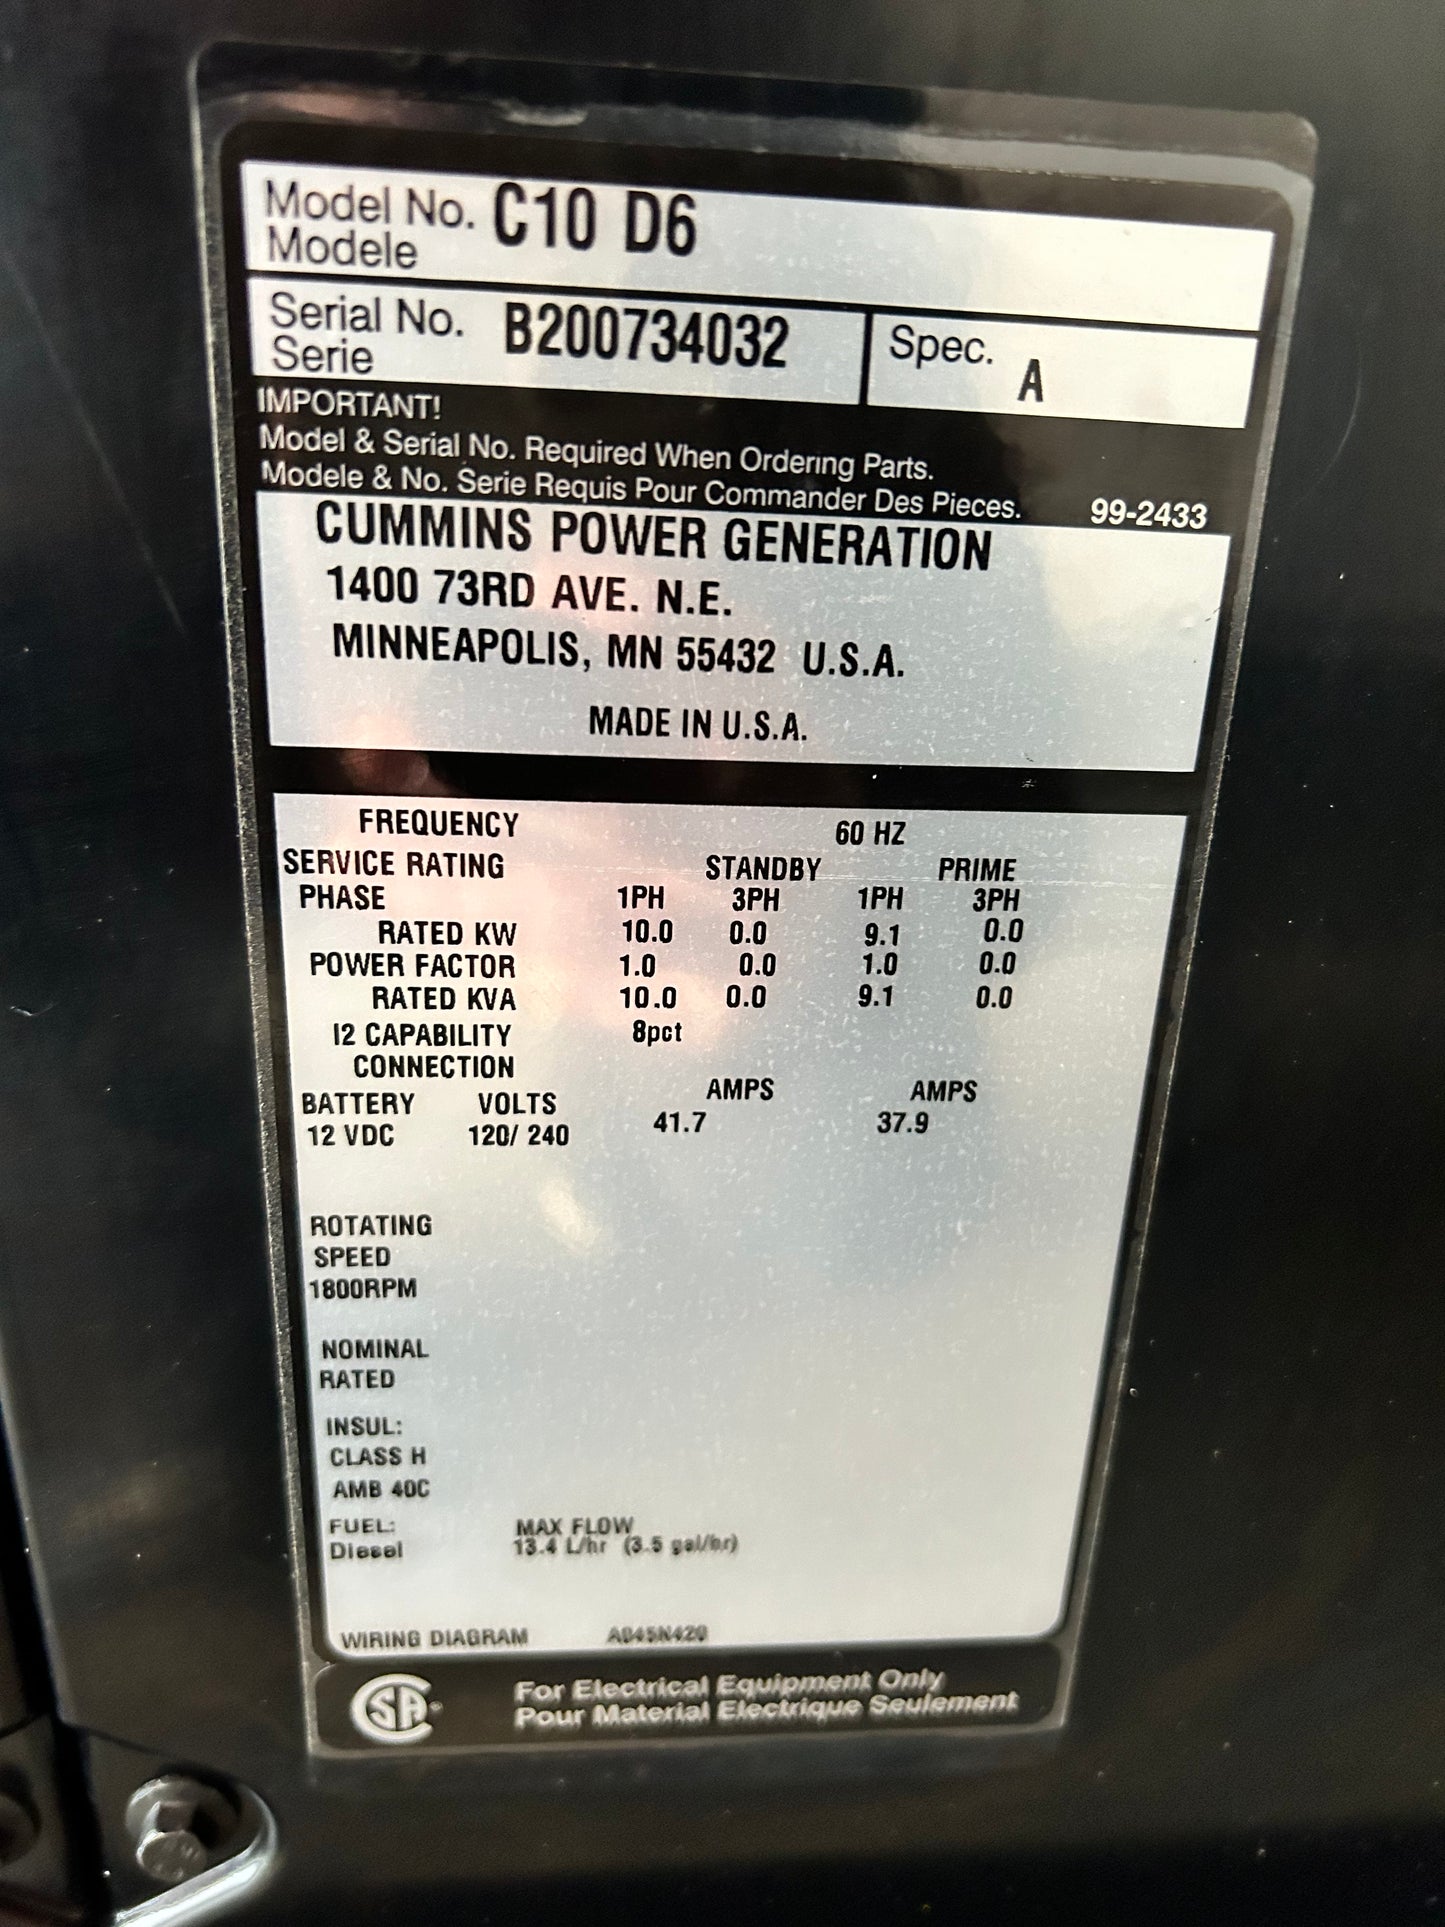 Model No. C10 D6
Modele
Serial No. B200734032 Spec. A
Serie
IMPORTANT!
Model & Serial No. Required When Ordering Parts.
Modele & No. Serie Requis Pour Commander Des Pieces. 99-2433
CUMMINS POWER GENERATION
1400 73RD AVE. N.E.
MINNEAPOLIS, MN 55432 U.S.A.
MADE IN U.S.A.
FREQUENCY 60 HZ
SERVICE RATING STANDBY PRIME
PHASE 1PH 3PH 1PH 3PH
RATED KW 10.0 0.0 9.1 0.0
POWER FACTOR 1.0 0.0 1.0 0.0
RATED KVA 10.0 0.0 9.1 0.0
I2 CAPABILITY 8pct
CONNECTION
BATTERY VOLTS AMPS AMPS
12 VDC 120/ 240 41.7 37.9
ROTATING
SPEED
1800RPM
NOMINAL
RATED
INSUL:
CLASS H
AMB 40C
FUEL: MAX FLOW
Diesel 13.4 L/hr (3.5 gal/hr)
WIRING DIAGRAM A045N420
SA ®
For Electrical Equipment Only
Pour Material Electrique Seulement